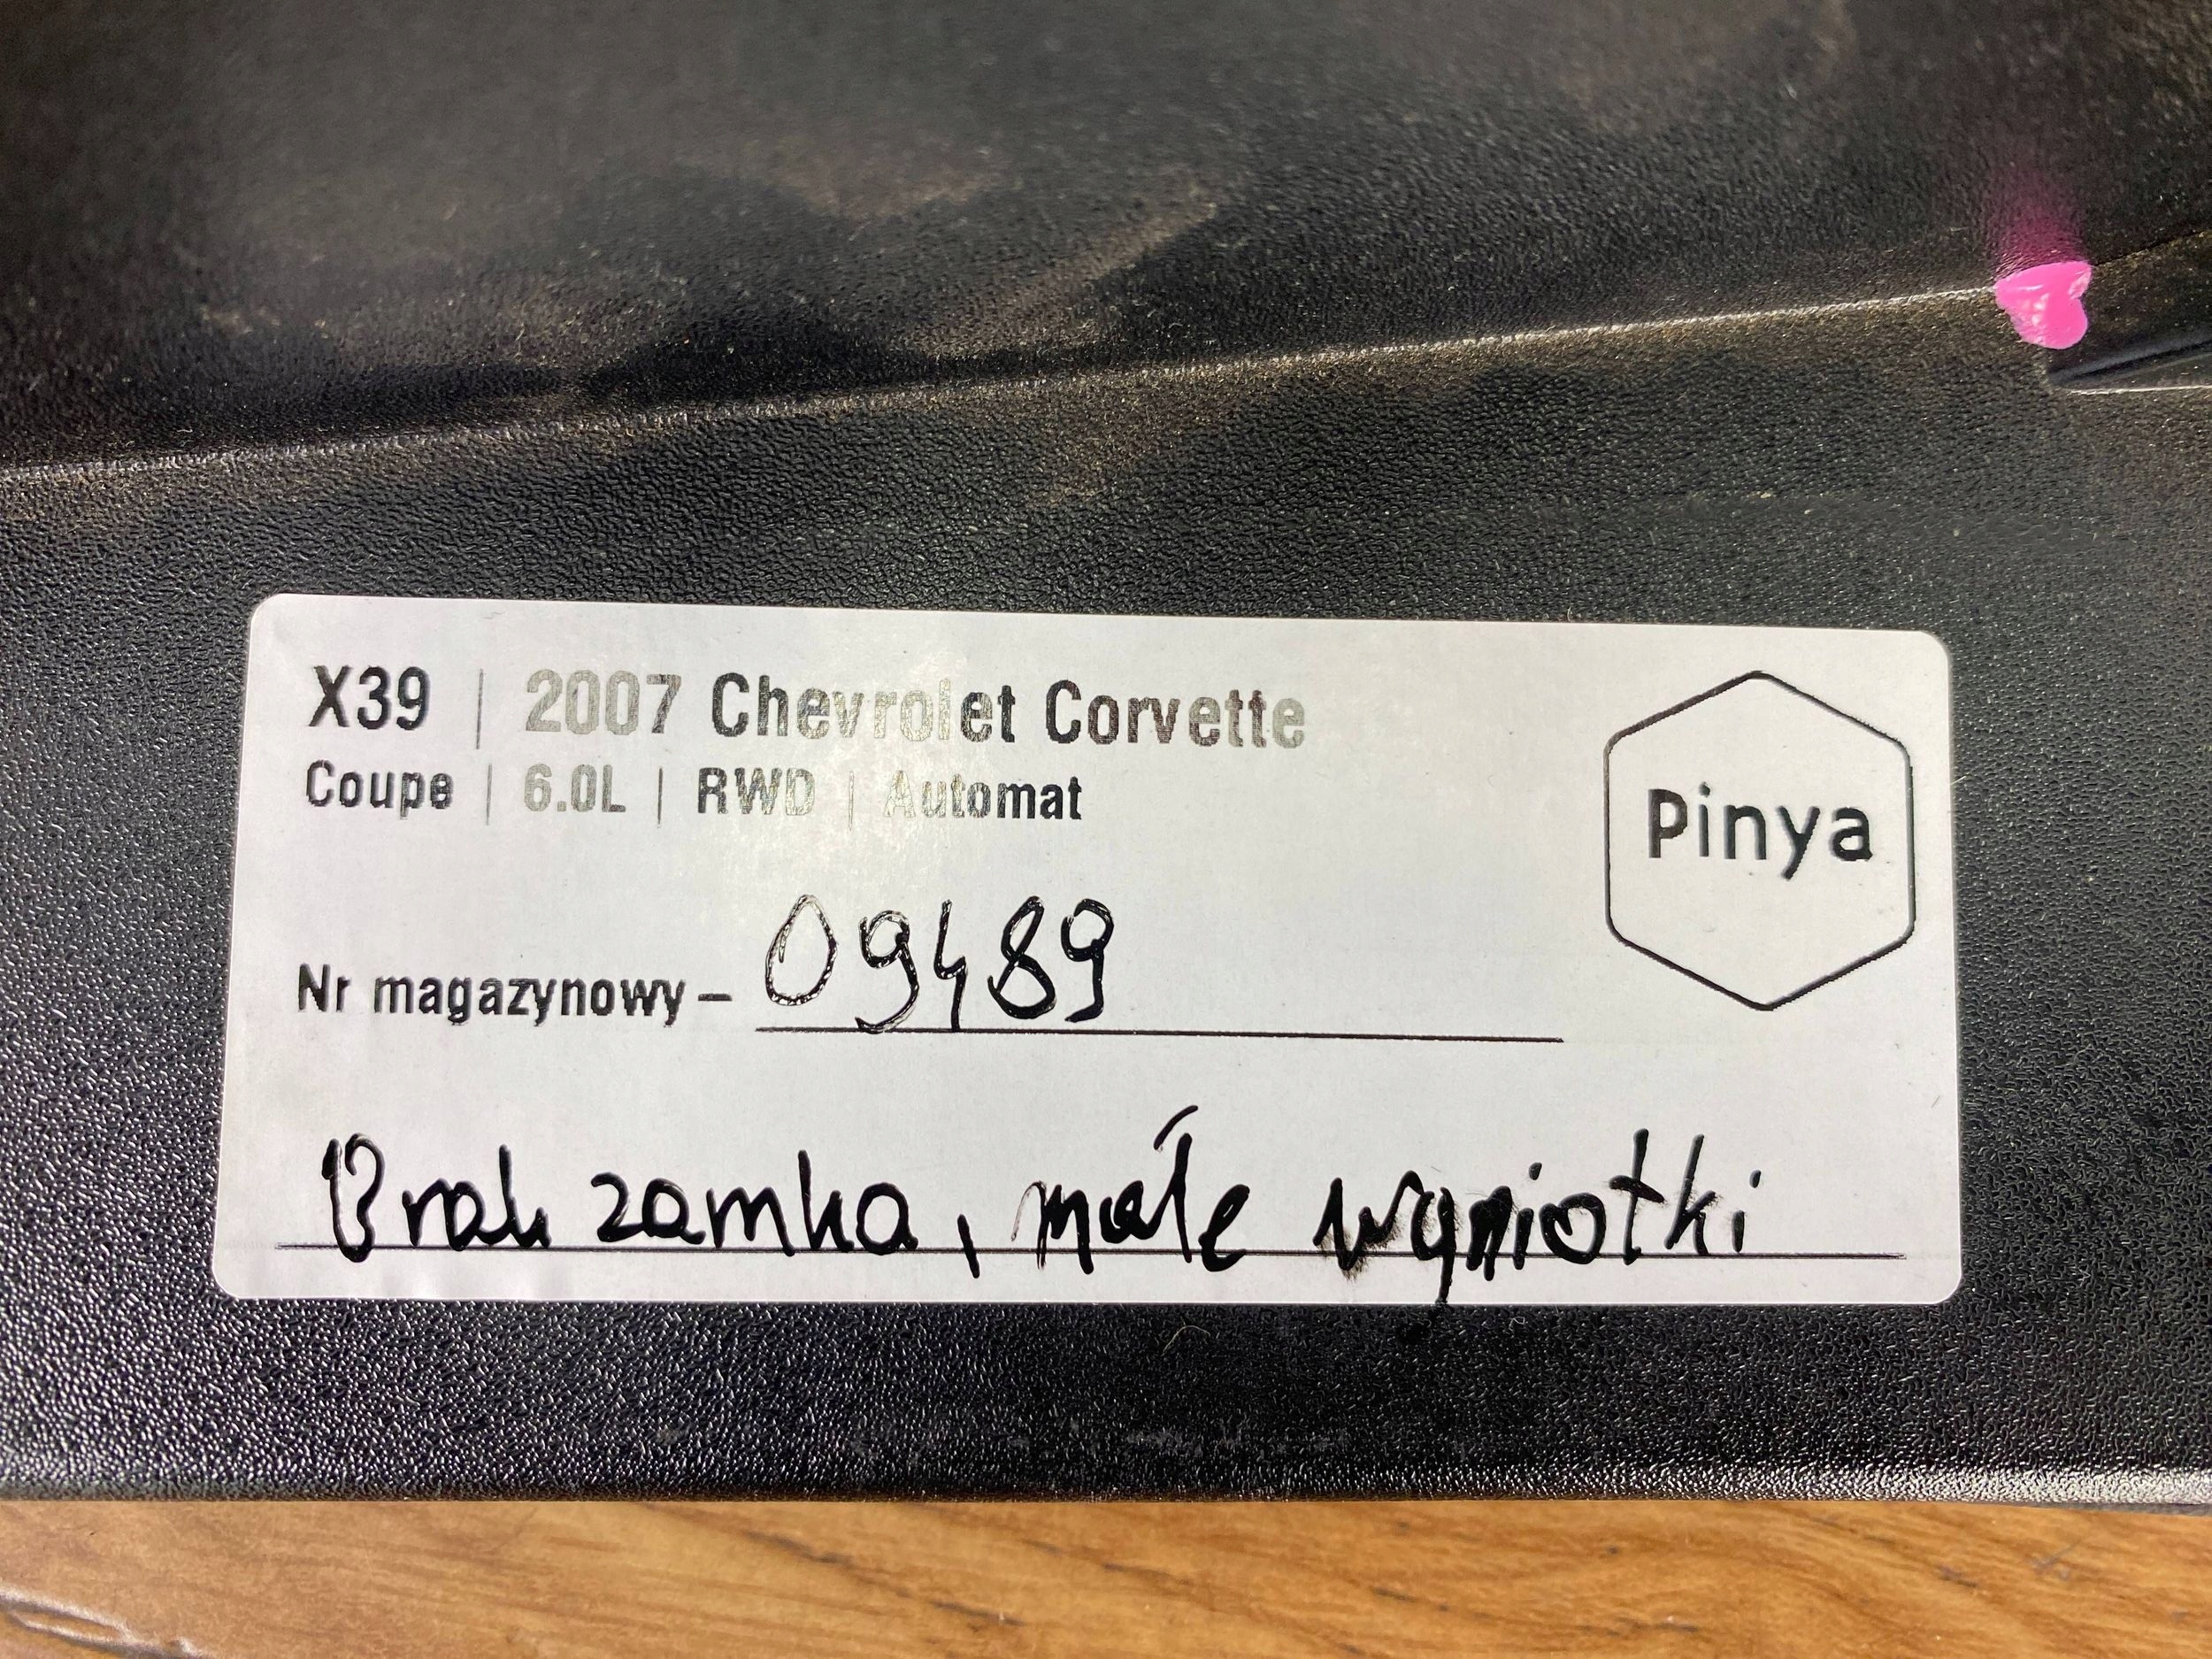 X39 | 2007 Chevrolet Corvette
Coupe | 6.0L | RWD | Automat
Pinya
Nr magazynowy – 09489
Brak zamka, małe wgniotki